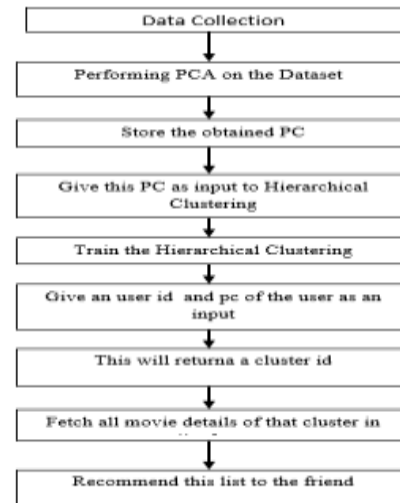 Data Collection
Performing PCA on the Dataset
Store the obtained PC
Give this PC as input to Hierarchical
Clustering
Train the Hierarchical Clustering
Give an user id and pc of the user as an
input
This will returna a cluster id
Fetch all movie details of that cluster in
Recommend this list to the friend